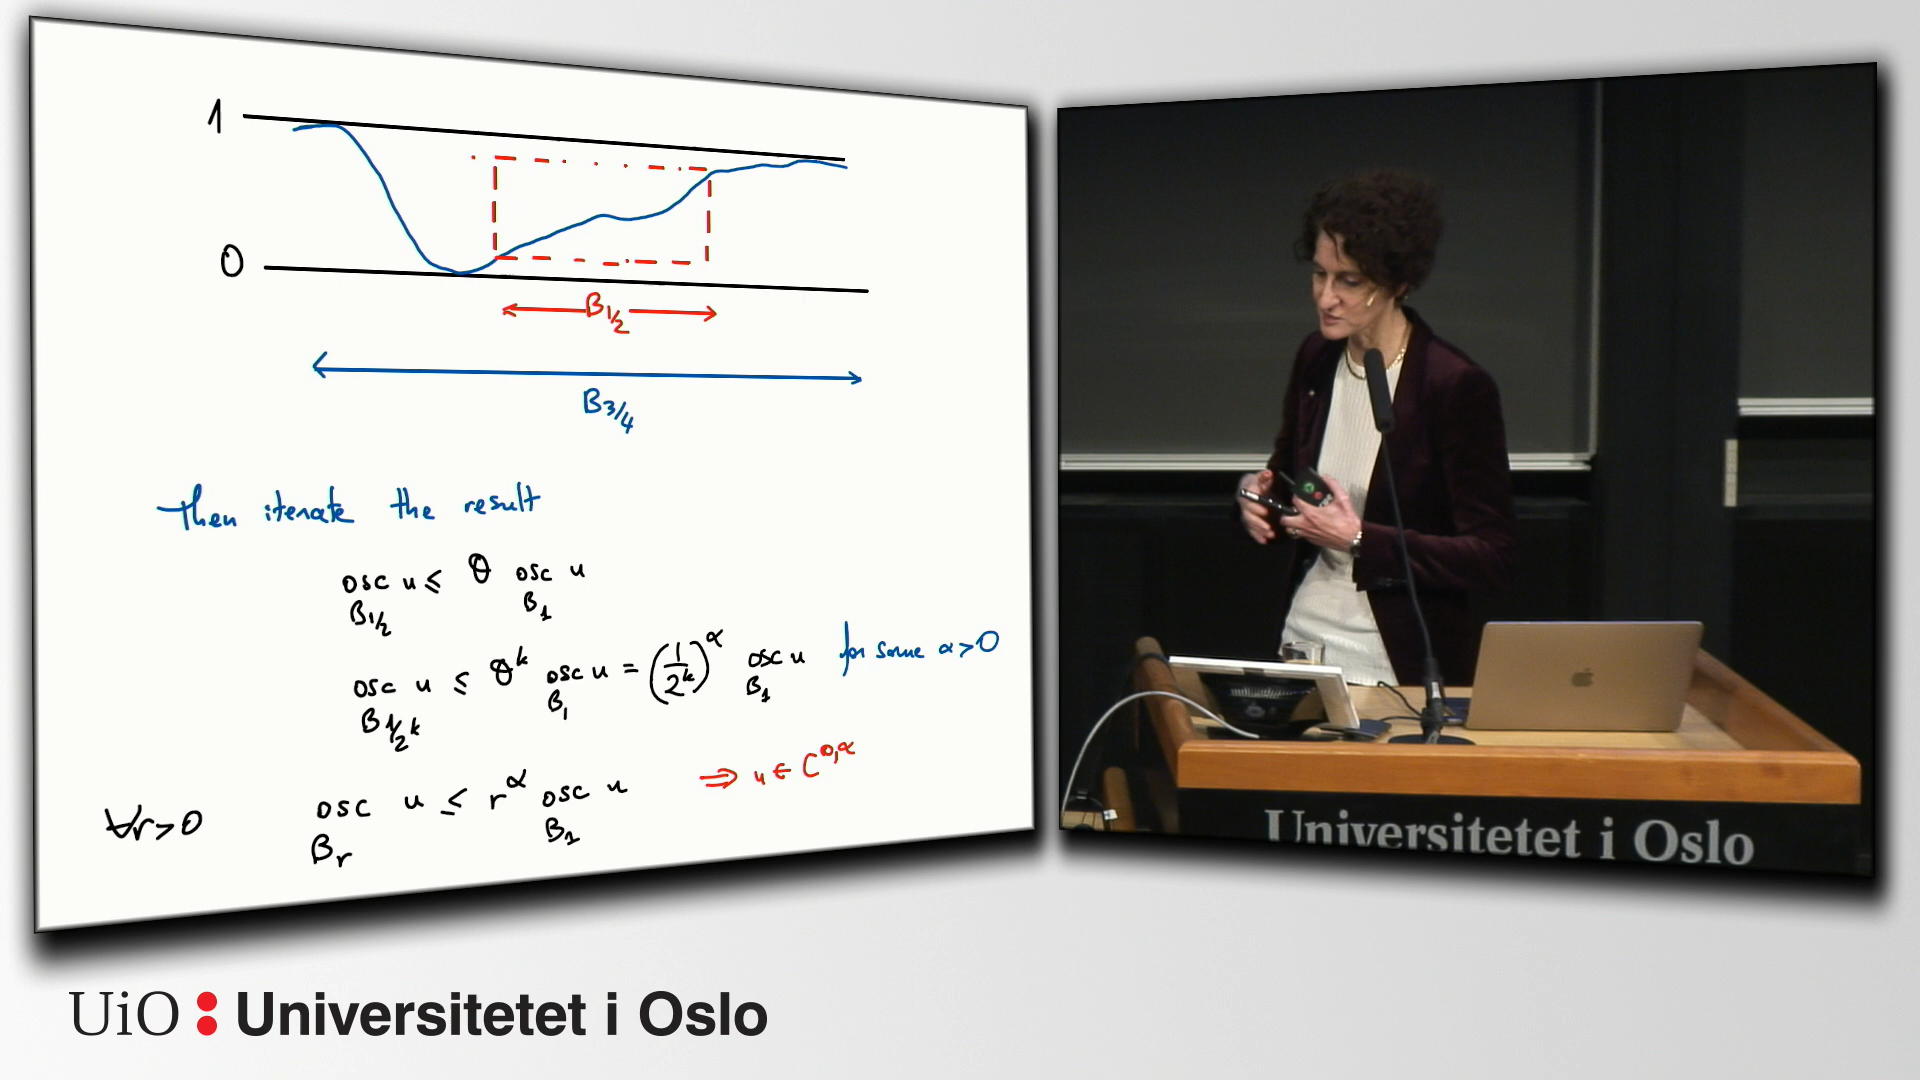 1
0
B1/2
B3/4
Then iterate the result
osc u ≤ θ osc u
B1/2 B1
osc u ≤ θ^k osc u = (1/2^k)^α osc u for some α>0
B1/2^k B1 B1
∀r>0 osc u ≤ r^α osc u ⇒ u ∈ C^0,α
Br B1
Universitetet i Oslo
UiO : Universitetet i Oslo